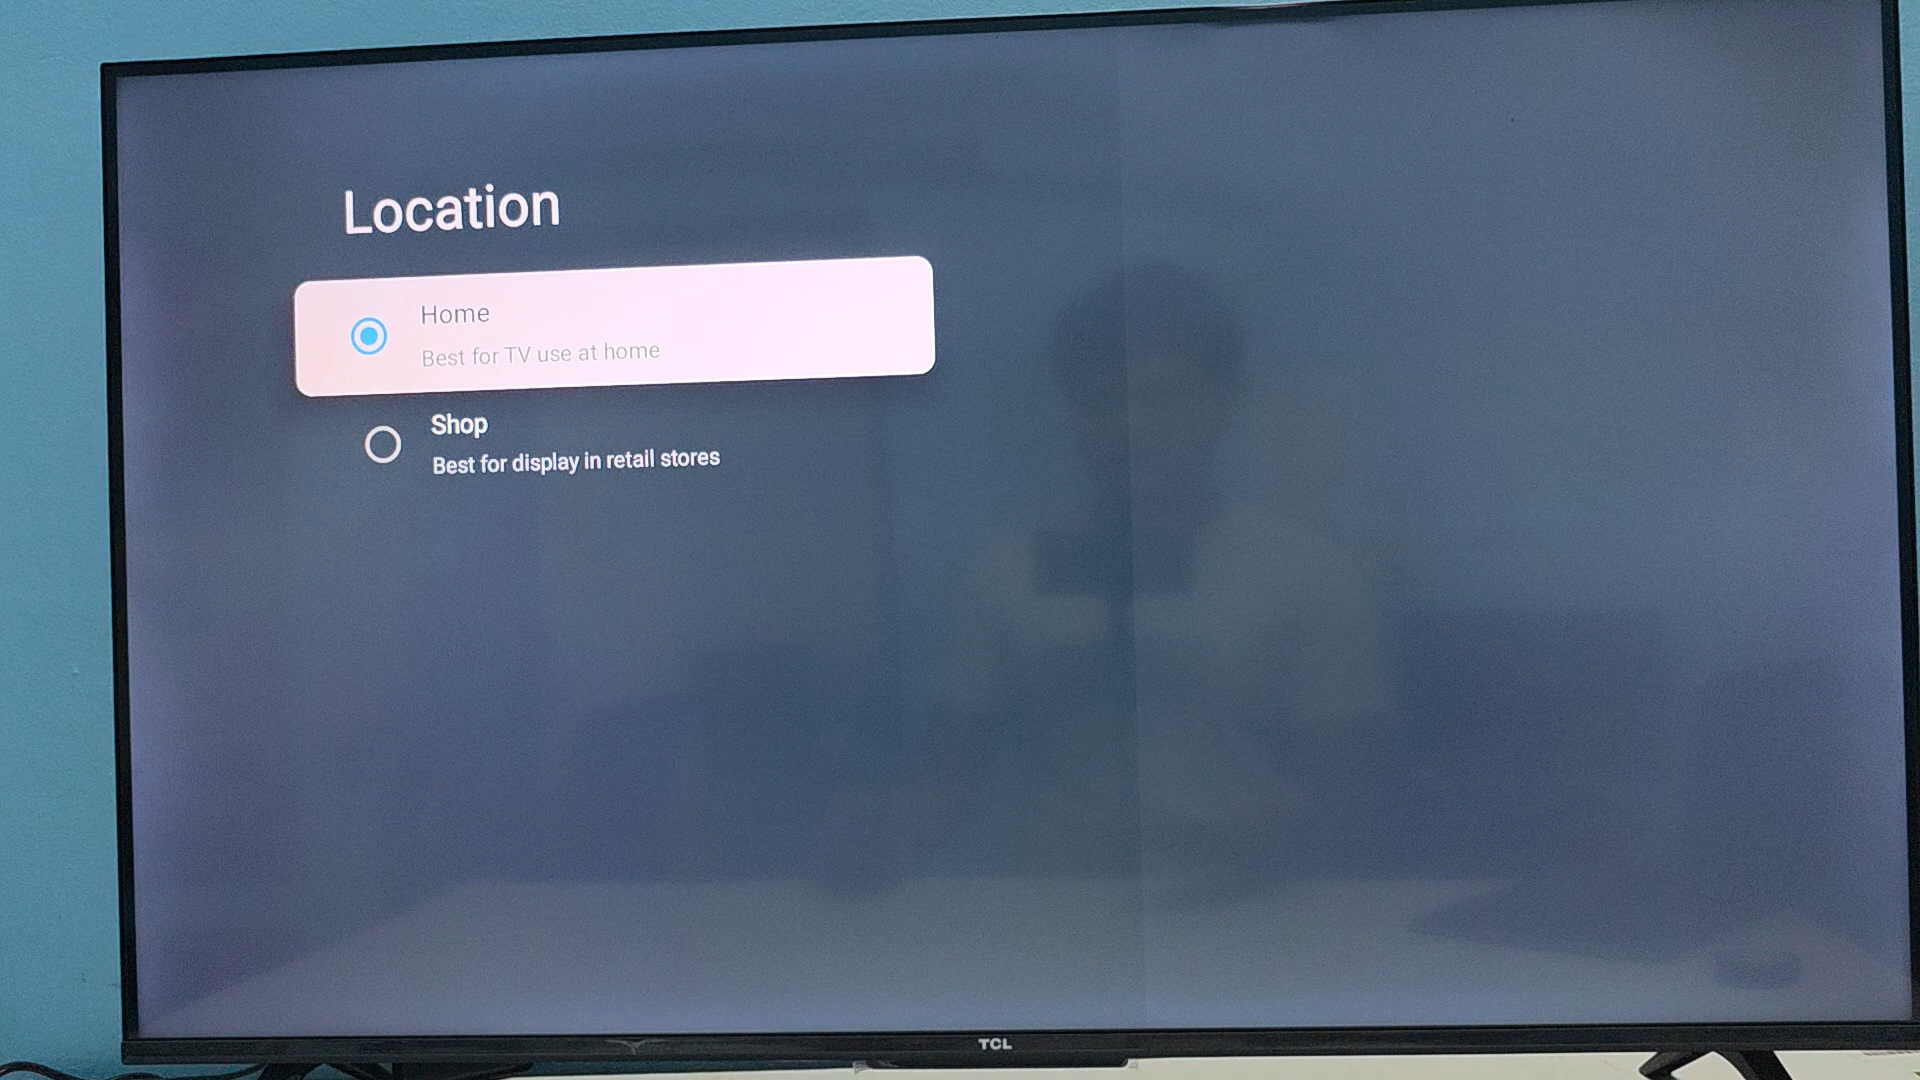 Location
Home
Best for TV use at home
Shop
Best for display in retail stores
TCL